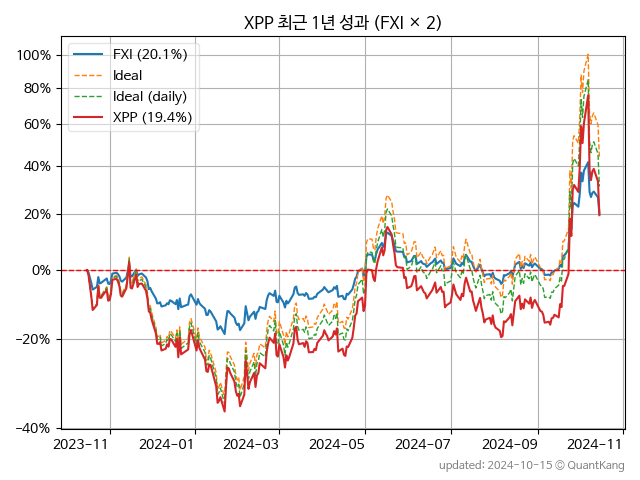 XPP 최근 1년 성과 (FXI × 2)
FXI (20.1%)
Ideal
Ideal (daily)
XPP (19.4%)
100%
80%
60%
40%
20%
0%
−20%
−40%
2023-11
2024-01
2024-03
2024-05
2024-07
2024-09
2024-11
updated: 2024-10-15 © QuantKang